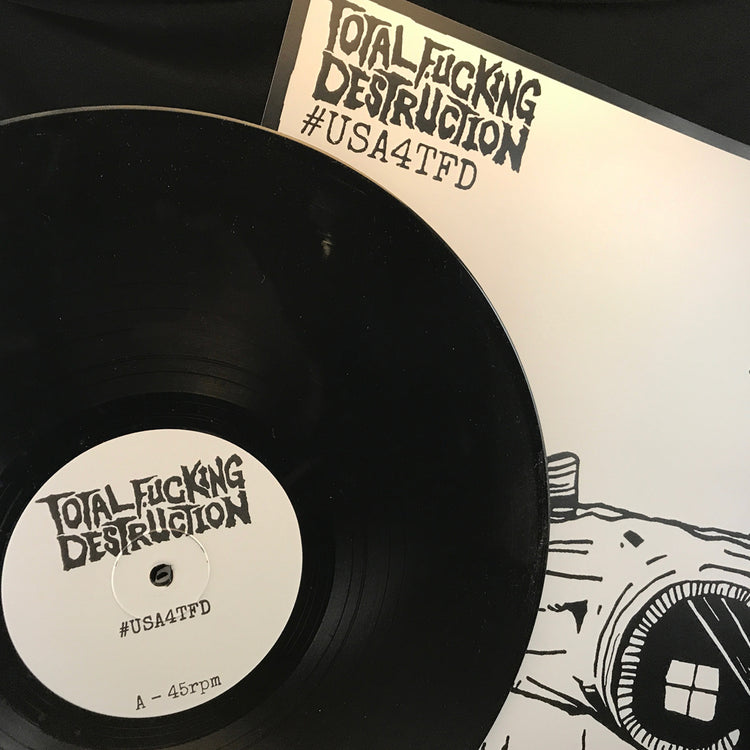 TOTAL FUCKING
DESTRUCTION
#USA4TFD
TOTAL FUCKING
DESTRUCTION
#USA4TFD
A - 45rpm